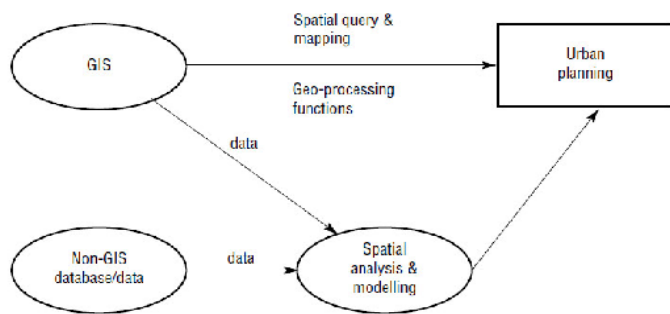 Spatial query &
mapping
GIS
Urban
planning
Geo-processing
functions
data
Non-GIS
database/data
data
Spatial
analysis &
modelling